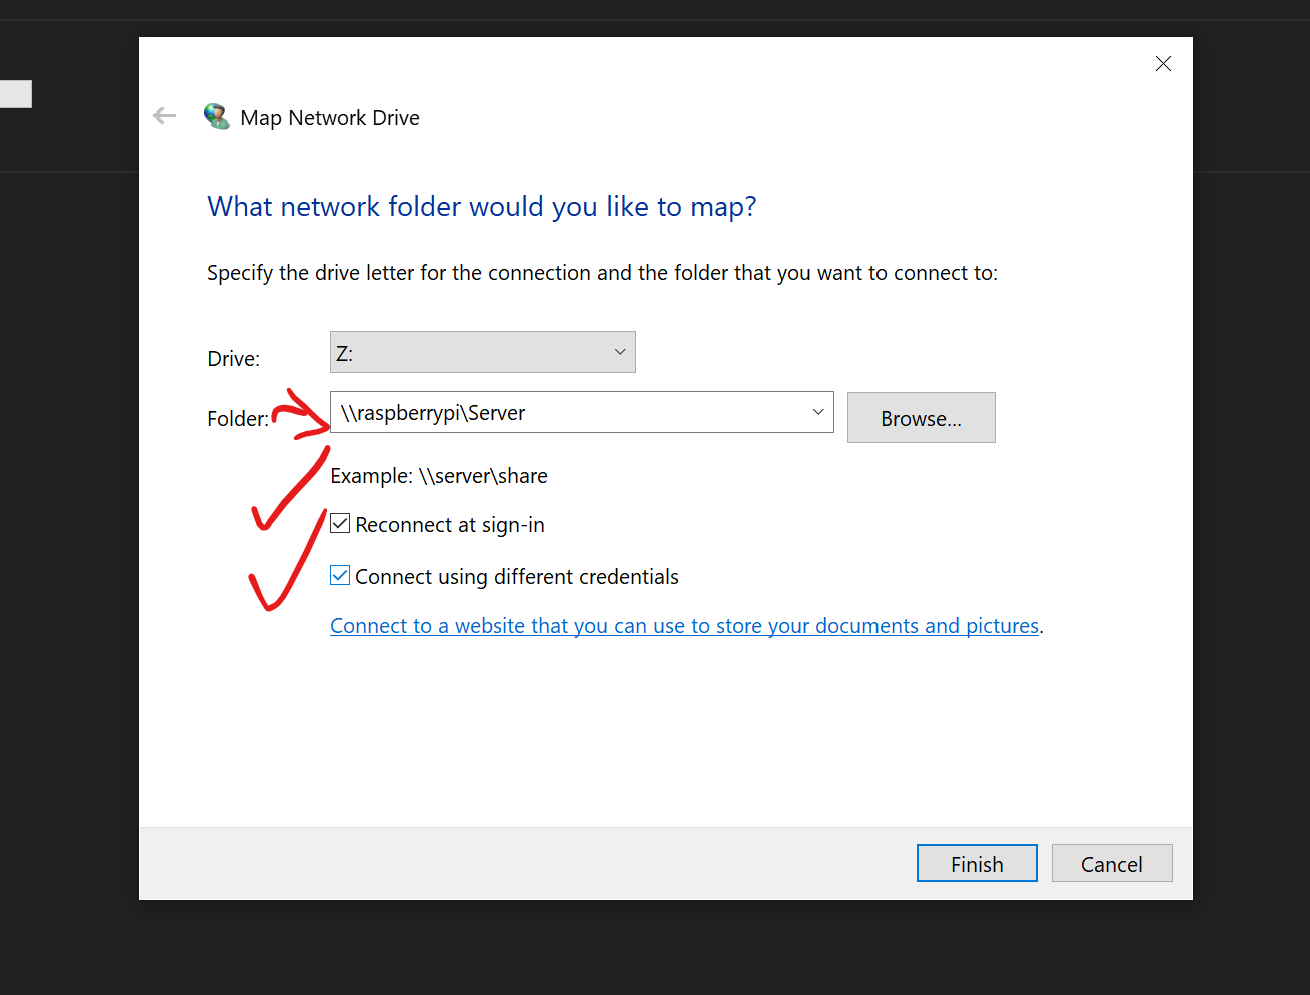 Map Network Drive
What network folder would you like to map?
Specify the drive letter for the connection and the folder that you want to connect to:
Drive: Z:
Folder: \\raspberrypi\Server Browse...
Example: \\server\share
Reconnect at sign-in
Connect using different credentials
Connect to a website that you can use to store your documents and pictures.
Finish Cancel